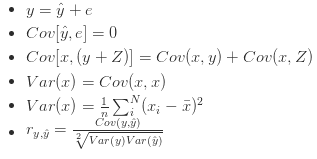 • $y = \hat{y} + e$
• $Cov[\hat{y}, e] = 0$
• $Cov[x, (y + Z)] = Cov(x, y) + Cov(x, Z)$
• $Var(x) = Cov(x, x)$
• $Var(x) = \frac{1}{n} \sum_{i}^{N} (x_i - \bar{x})^2$
• $r_{y,\hat{y}} = \frac{Cov(y,\hat{y})}{\sqrt[2]{Var(y)Var(\hat{y})}}$